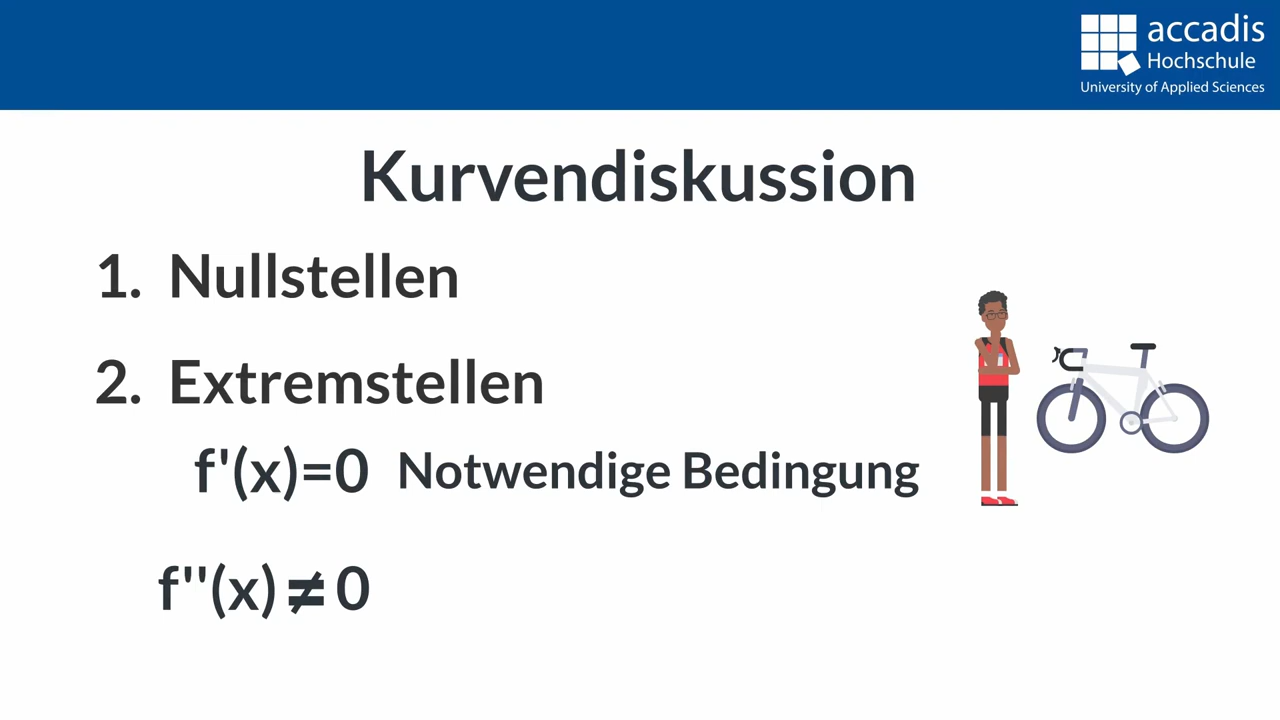 accadis
Hochschule
University of Applied Sciences
Kurvendiskussion
1. Nullstellen
2. Extremstellen
f'(x)=0 Notwendige Bedingung
f''(x) ≠ 0